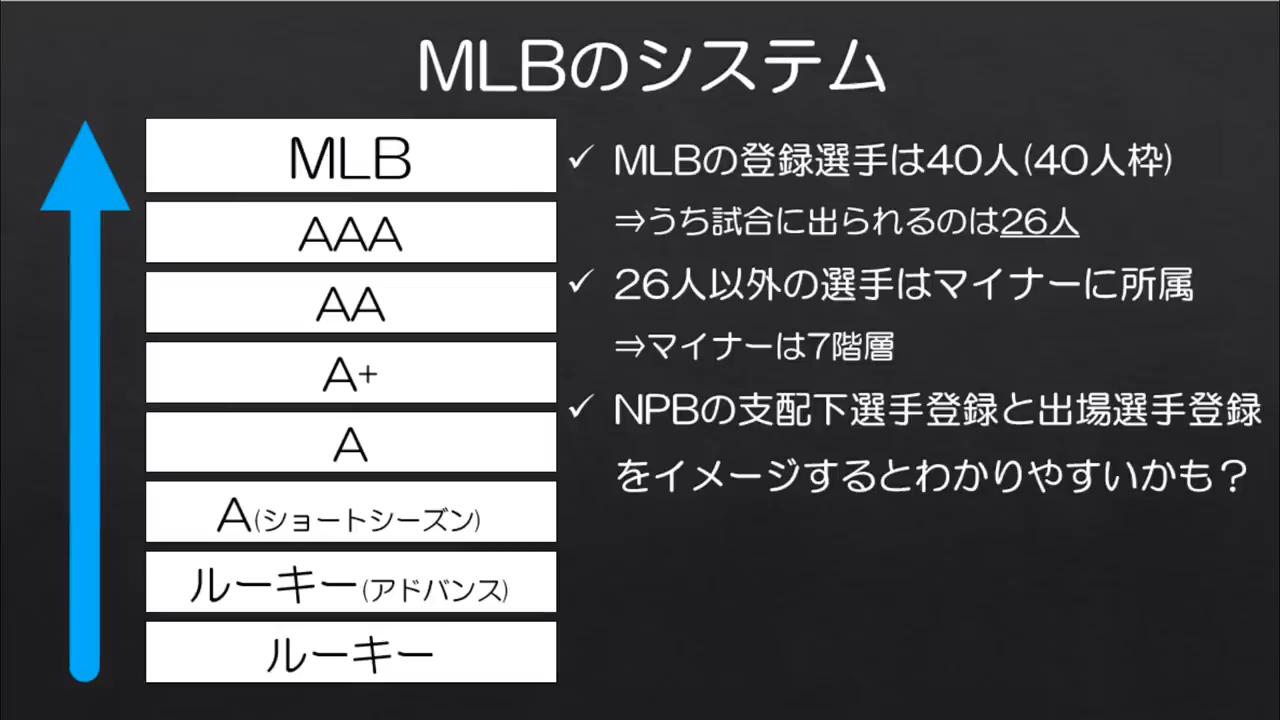 MLBのシステム
MLB
AAA
AA
A+
A
A(ショートシーズン)
ルーキー(アドバンス)
ルーキー
✓ MLBの登録選手は40人(40人枠)
⇒うち試合に出られるのは26人
✓ 26人以外の選手はマイナーに所属
⇒マイナーは7階層
✓ NPBの支配下選手登録と出場選手登録
をイメージするとわかりやすいかも？